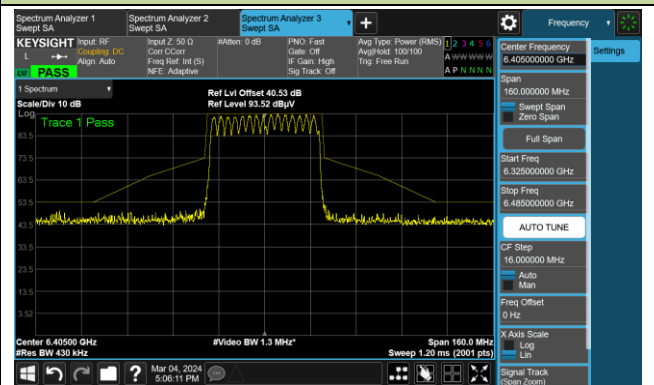 Spectrum Analyzer 1
Swept SA
Spectrum Analyzer 2
Swept SA
Spectrum Analyzer 3
Swept SA
Frequency
KEYSIGHT
L
PASS
Input: RF
Coupling: DC
Align: Auto
Input Z: 50 Ω
Corr CCorr
Freq Ref: Int (S)
NFE: Adaptive
#Atten: 0 dB
PNO: Fast
Gate: Off
IF Gain: High
Sig Track: Off
Avg Type: Power (RMS)
Avg|Hold: 100/100
Trig: Free Run
1 2 3 4 5 6
A W W W W W
A P N N N N
1 Spectrum
Scale/Div 10 dB
Ref Lvl Offset 40.53 dB
Ref Level 93.52 dBµV
Log
Trace 1 Pass
83.5
73.5
63.5
53.5
43.5
33.5
23.5
13.5
3.52
Center 6.40500 GHz
#Res BW 430 kHz
#Video BW 1.3 MHz*
Span 160.0 MHz
Sweep 1.20 ms (2001 pts)
Center Frequency
6.405000000 GHz
Settings
Span
160.000000 MHz
Swept Span
Zero Span
Full Span
Start Freq
6.325000000 GHz
Stop Freq
6.485000000 GHz
AUTO TUNE
CF Step
16.000000 MHz
Auto
Man
Freq Offset
0 Hz
X Axis Scale
Log
Lin
Signal Track
(Span Zoom)
Mar 04, 2024
5:06:11 PM